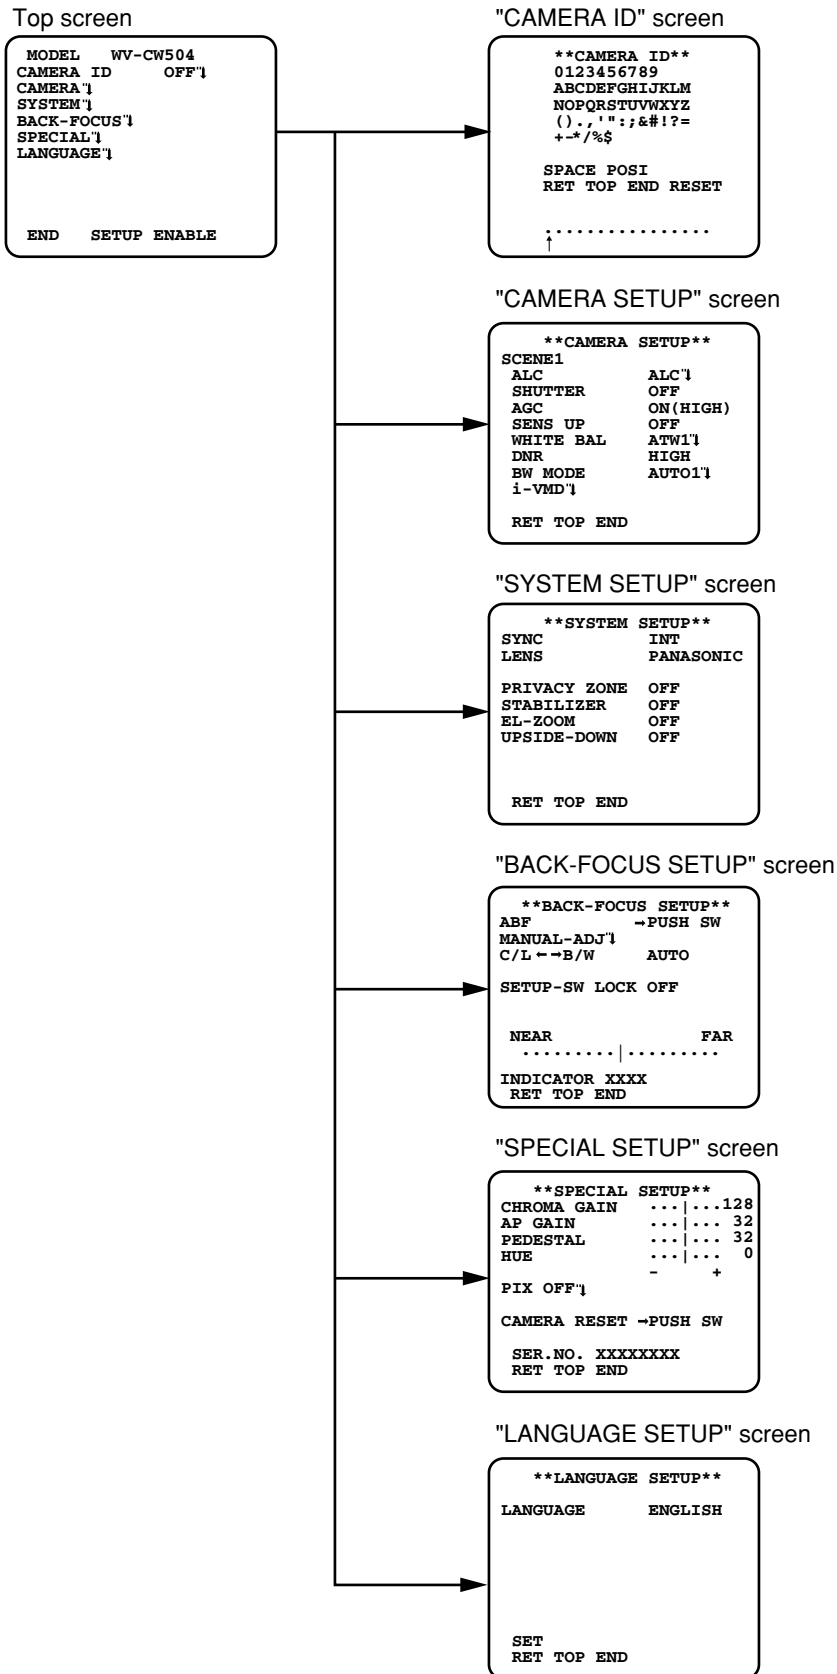 Top screen
MODEL WV-CW504
CAMERA ID OFF
CAMERA
SYSTEM
BACK-FOCUS
SPECIAL
LANGUAGE
END SETUP ENABLE
"CAMERA ID" screen
**CAMERA ID**
0123456789
ABCDEFGHIJKLM
NOPQRSTUVWXYZ
().,'":;&#!?=
+-*/%$
SPACE POSI
RET TOP END RESET
................
↑
"CAMERA SETUP" screen
**CAMERA SETUP**
SCENE1
ALC ALC
SHUTTER OFF
AGC ON(HIGH)
SENS UP OFF
WHITE BAL ATW1
DNR HIGH
BW MODE AUTO1
i-VMD
RET TOP END
"SYSTEM SETUP" screen
**SYSTEM SETUP**
SYNC INT
LENS PANASONIC
PRIVACY ZONE OFF
STABILIZER OFF
EL-ZOOM OFF
UPSIDE-DOWN OFF
RET TOP END
"BACK-FOCUS SETUP" screen
**BACK-FOCUS SETUP**
ABF →PUSH SW
MANUAL-ADJ
C/L←→B/W AUTO
SETUP-SW LOCK OFF
NEAR FAR
.........|.........
INDICATOR XXXX
RET TOP END
"SPECIAL SETUP" screen
**SPECIAL SETUP**
CHROMA GAIN ...|...128
AP GAIN ...|... 32
PEDESTAL ...|... 32
HUE ...|... 0
- +
PIX OFF
CAMERA RESET →PUSH SW
SER.NO. XXXXXXXX
RET TOP END
"LANGUAGE SETUP" screen
**LANGUAGE SETUP**
LANGUAGE ENGLISH
SET
RET TOP END